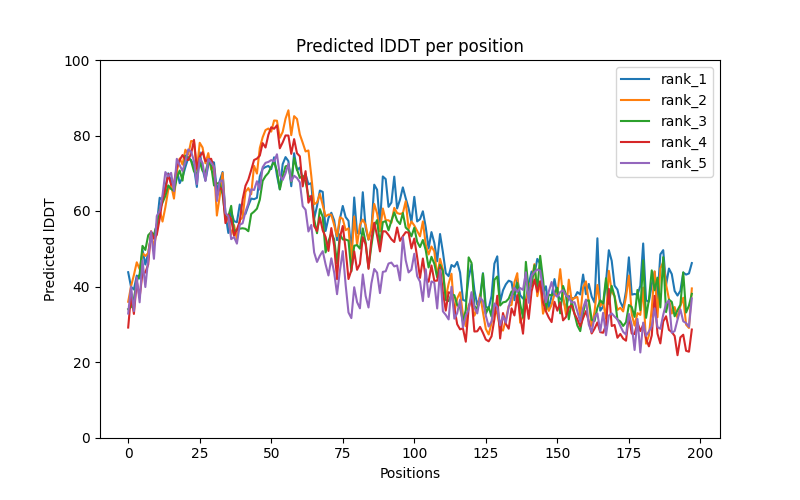 Predicted lDDT per position
Predicted lDDT
100
80
60
40
20
0
rank_1
rank_2
rank_3
rank_4
rank_5
0 25 50 75 100 125 150 175 200
Positions